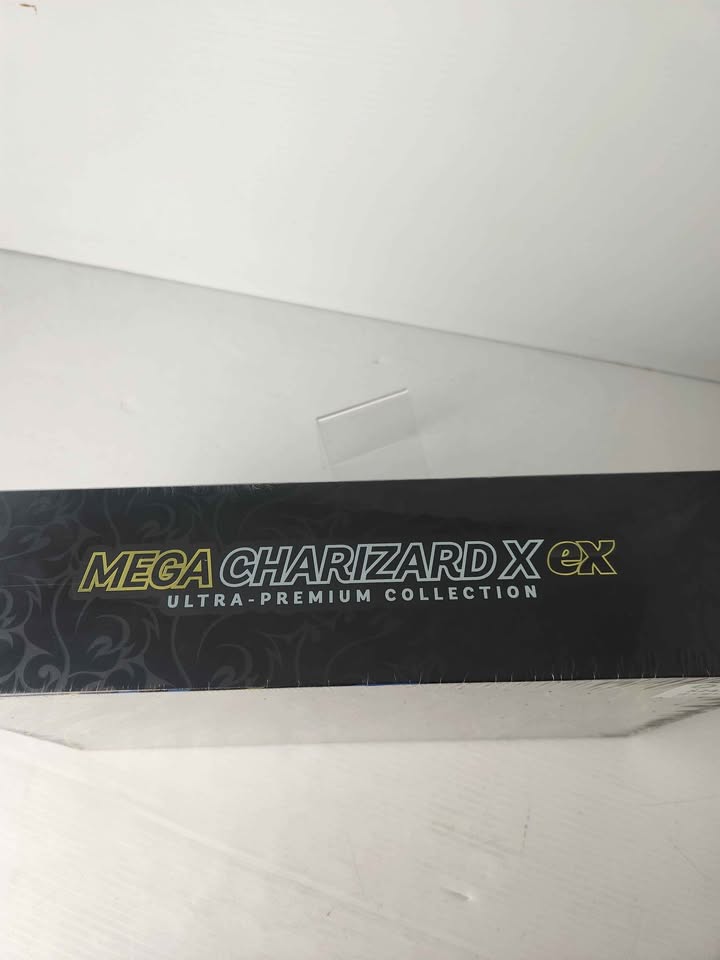 MEGA CHARIZARD X ex
ULTRA-PREMIUM COLLECTION